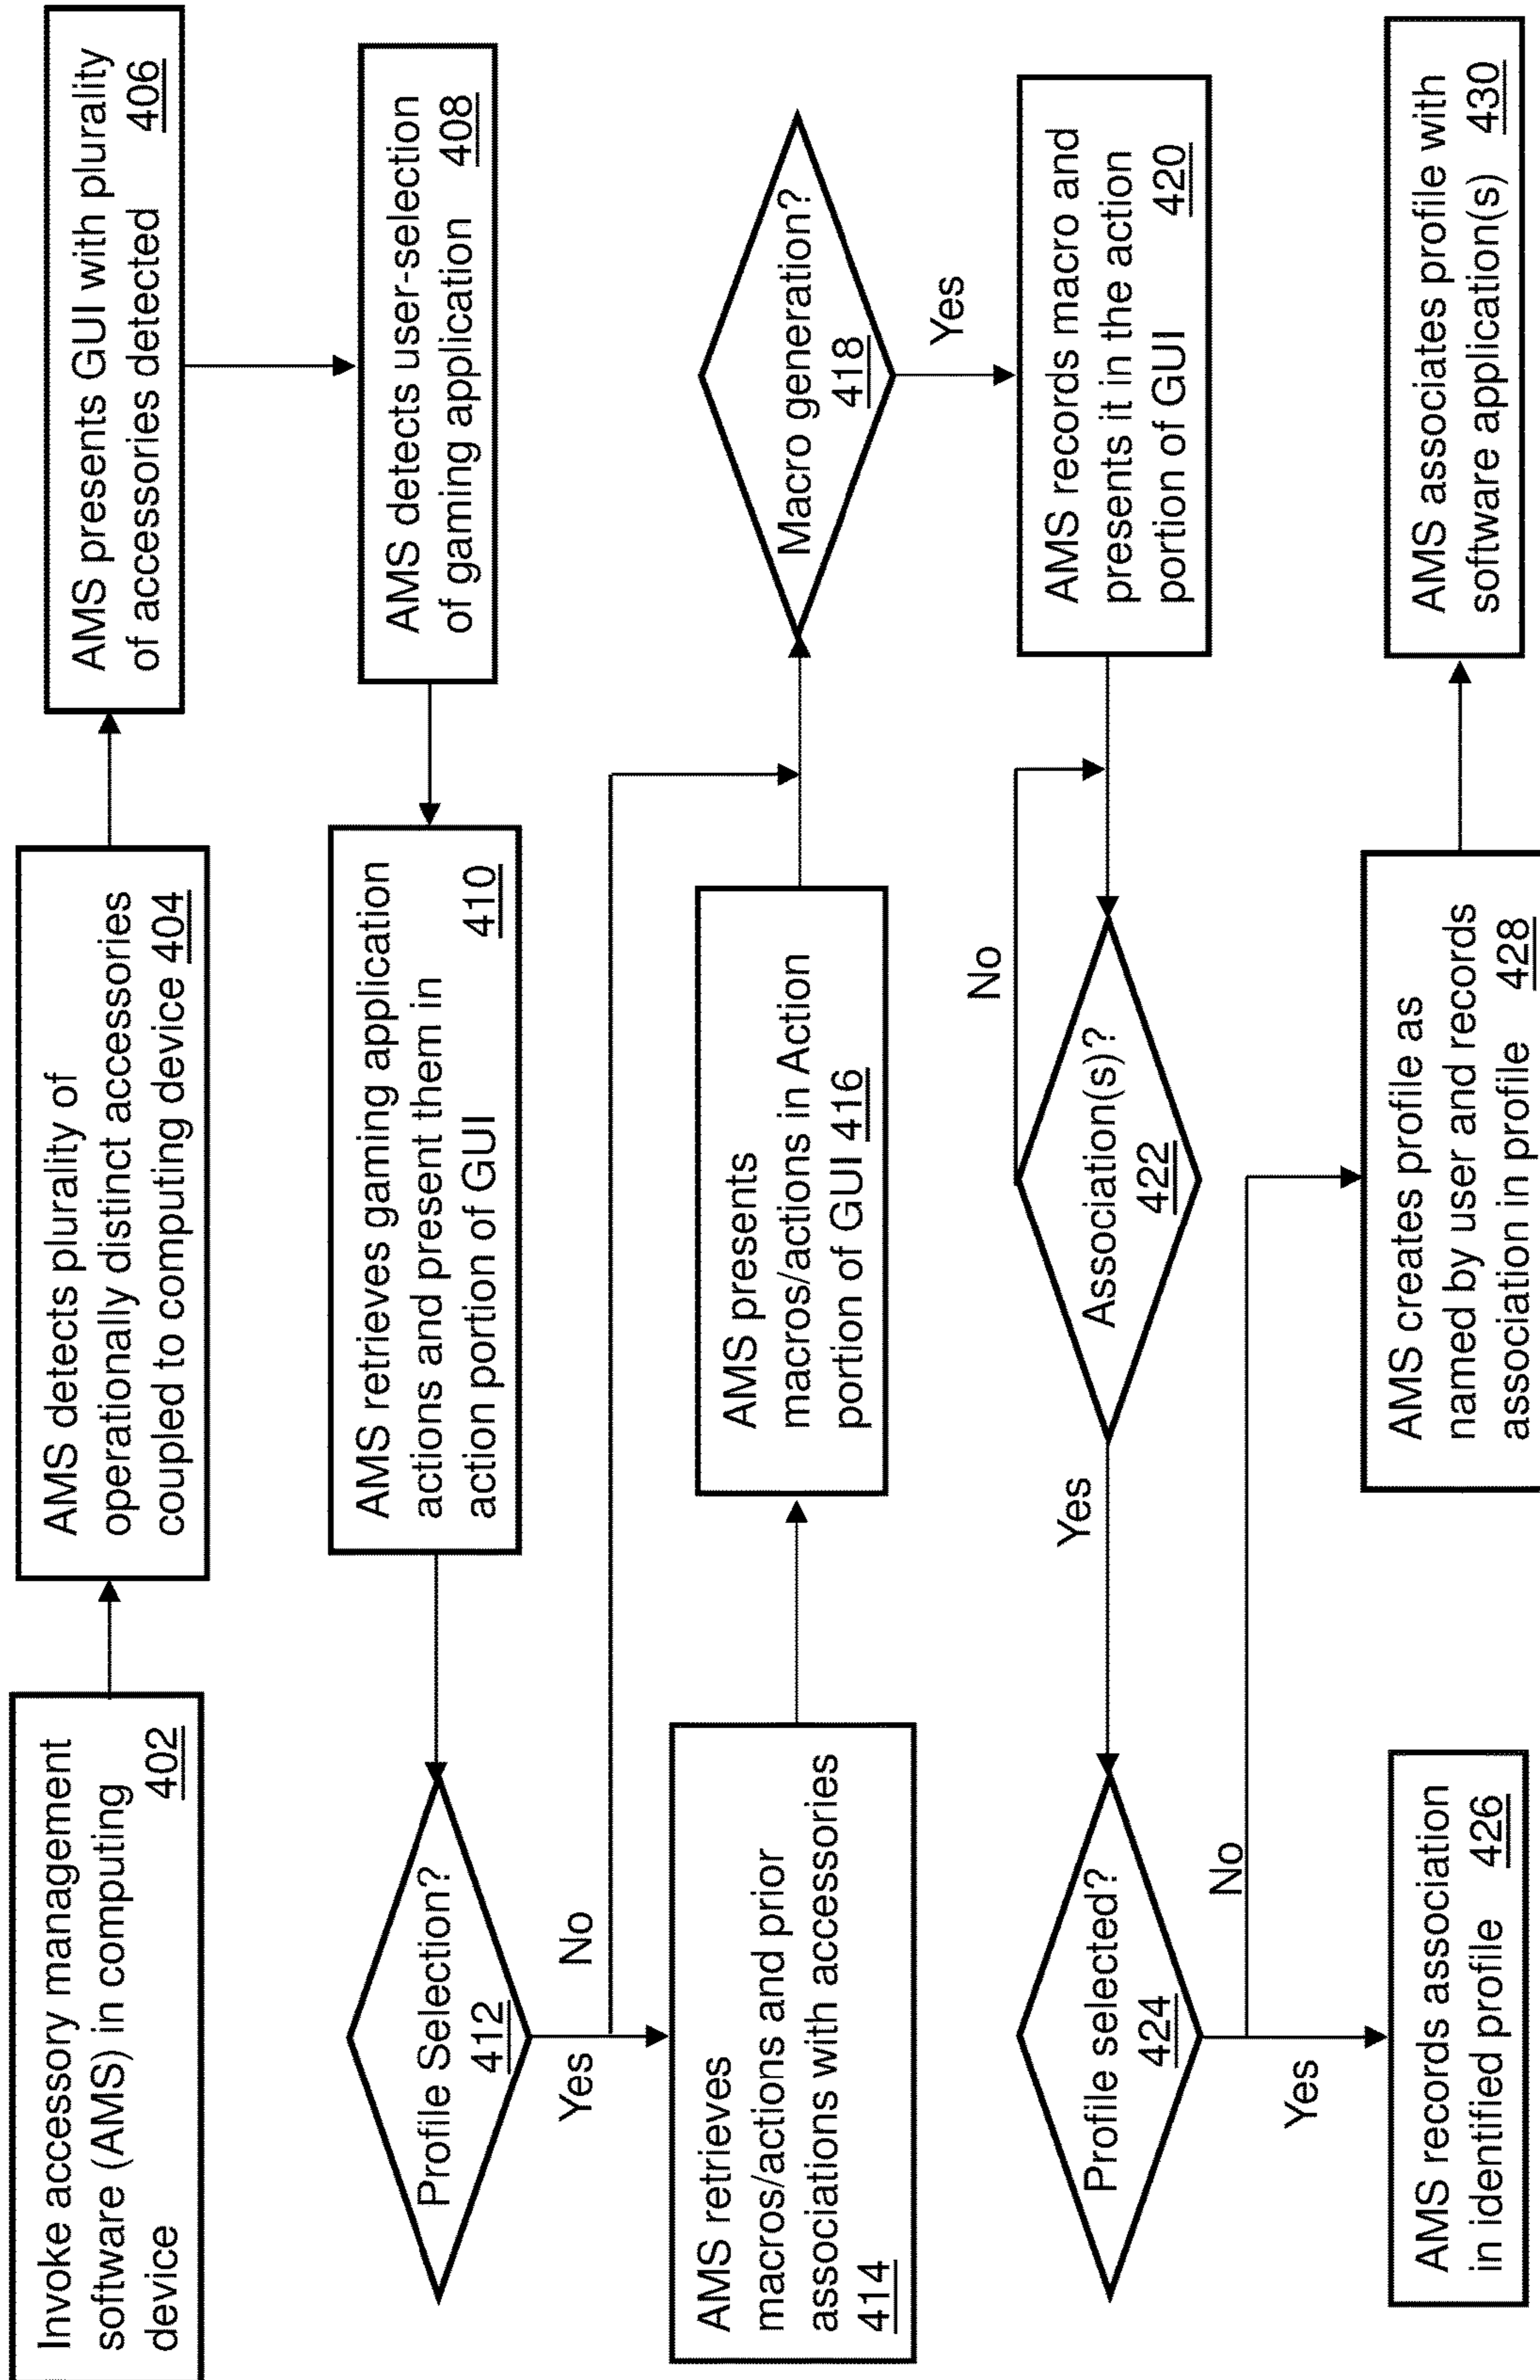 Invoke accessory management
software (AMS) in computing
device 402
AMS detects plurality of
operationally distinct accessories
coupled to computing device 404
AMS presents GUI with plurality
of accessories detected 406
AMS detects user-selection
of gaming application 408
AMS retrieves gaming application
actions and present them in
action portion of GUI 410
Profile Selection?
412
Yes
No
AMS retrieves
macros/actions and prior
associations with accessories
414
AMS presents
macros/actions in Action
portion of GUI 416
Macro generation?
418
Yes
AMS records macro and
presents it in the action
portion of GUI 420
Association(s)?
422
No
Yes
Profile selected?
424
Yes
No
AMS records association
in identified profile 426
AMS creates profile as
named by user and records
association in profile 428
AMS associates profile with
software application(s) 430